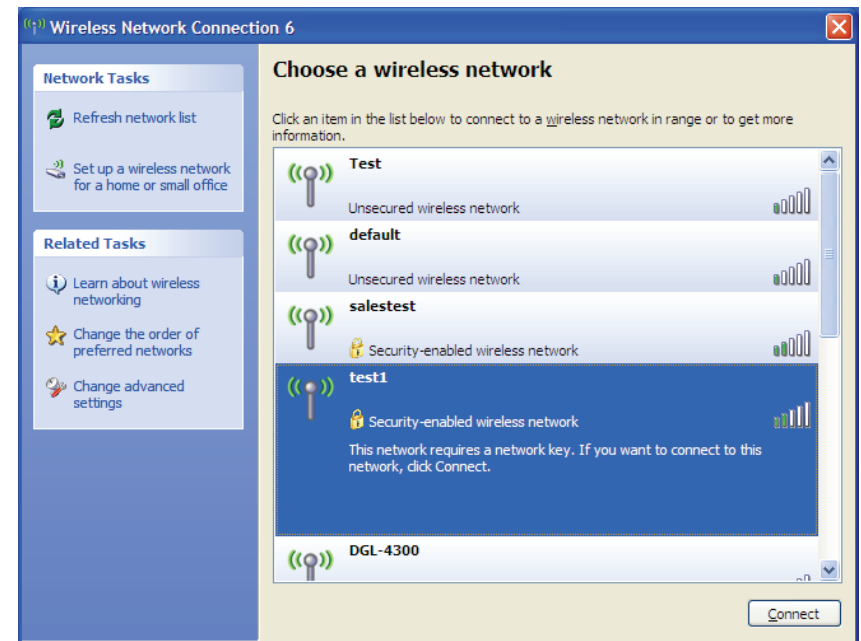 Wireless Network Connection 6
Network Tasks
Refresh network list
Set up a wireless network
for a home or small office
Related Tasks
Learn about wireless
networking
Change the order of
preferred networks
Change advanced
settings
Choose a wireless network
Click an item in the list below to connect to a wireless network in range or to get more
information.
Test
Unsecured wireless network
default
Unsecured wireless network
salestest
Security-enabled wireless network
test1
Security-enabled wireless network
This network requires a network key. If you want to connect to this
network, click Connect.
DGL-4300
Connect